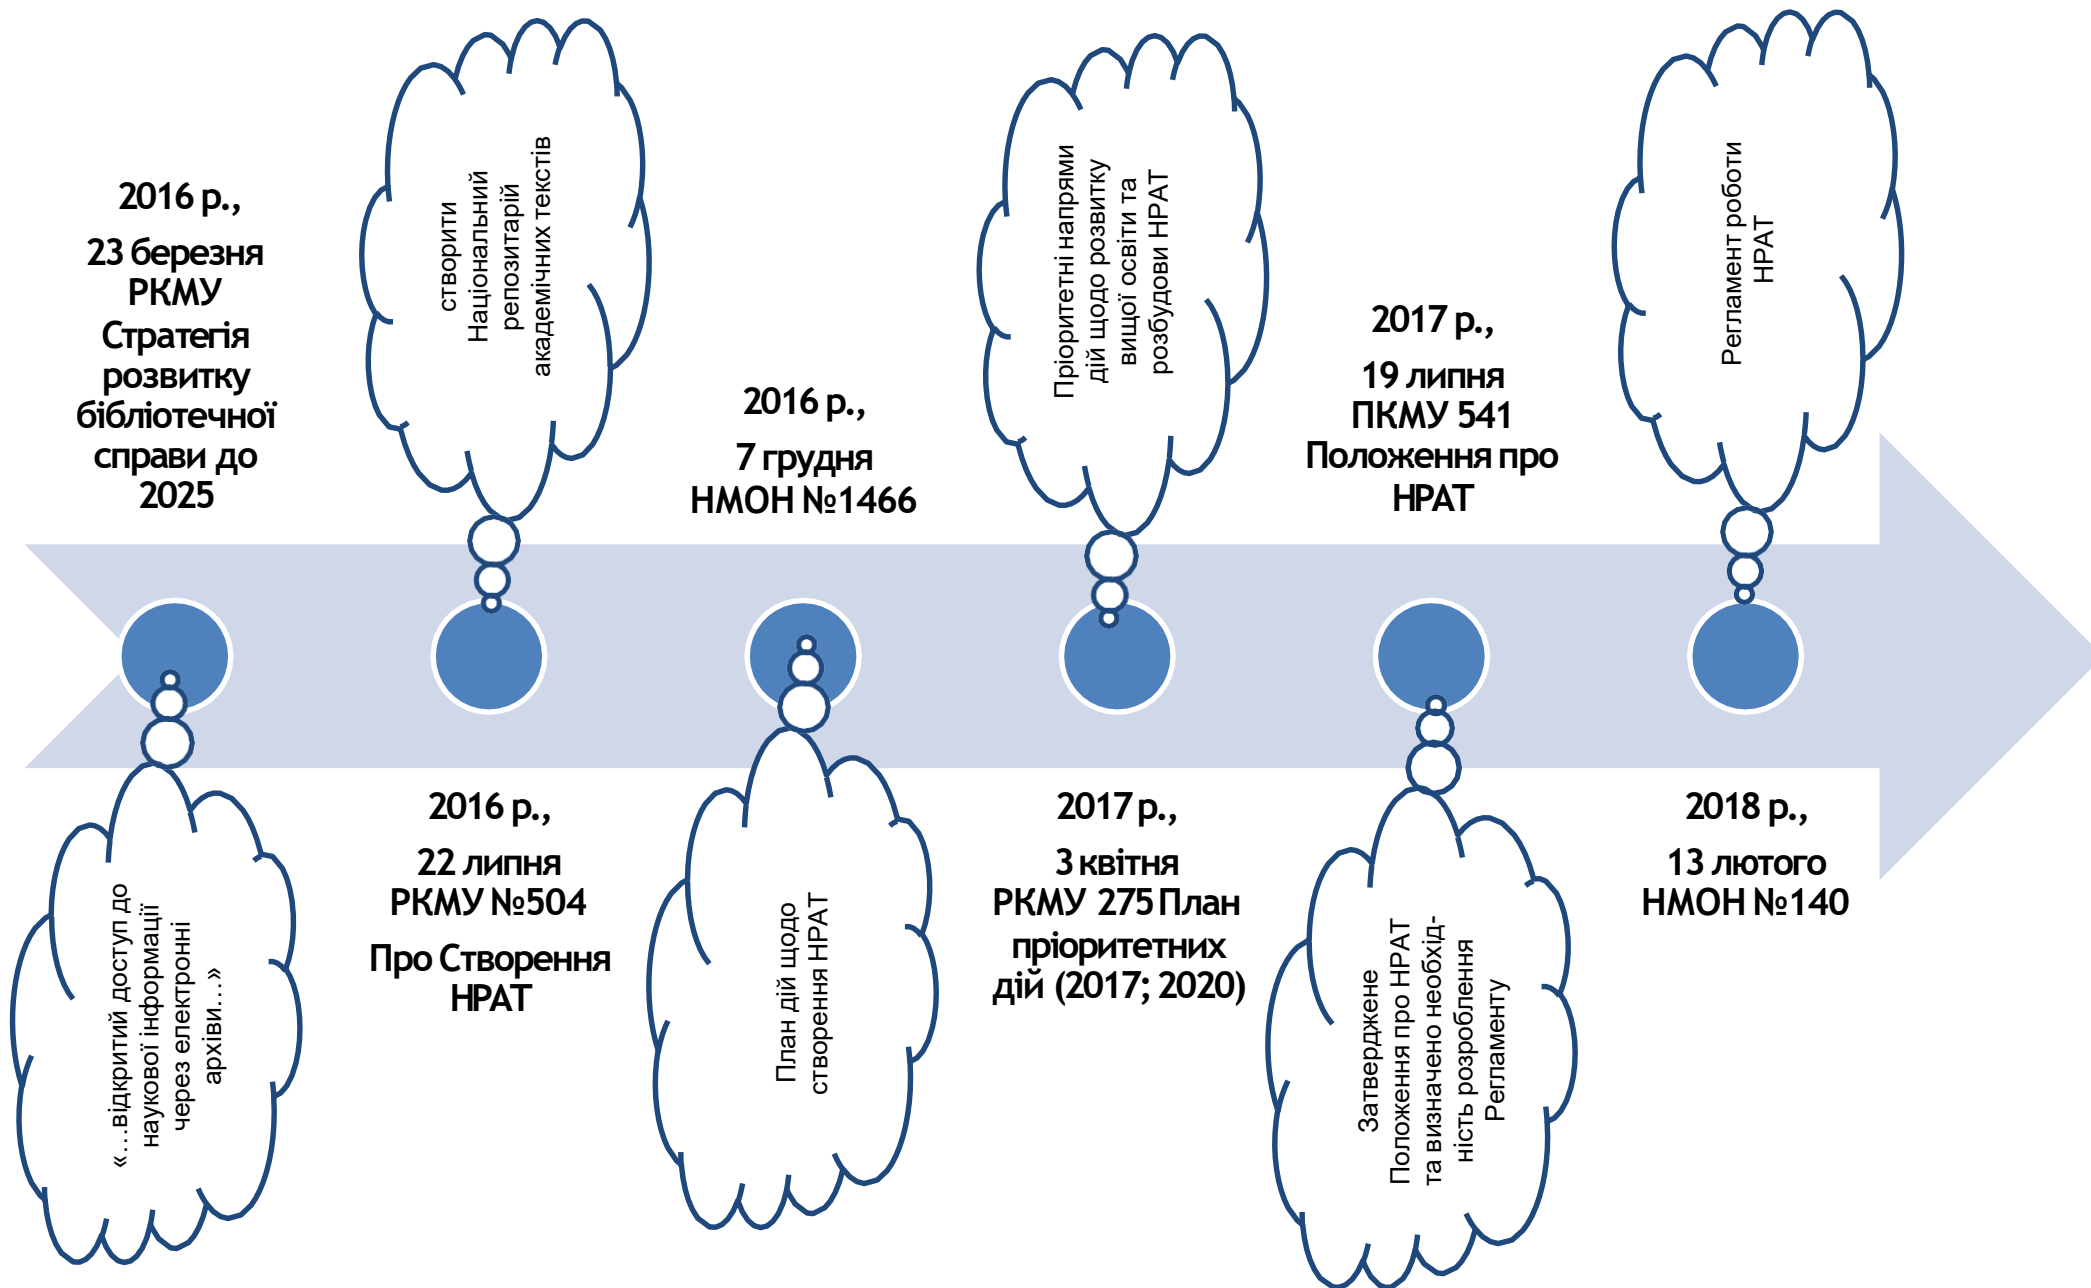 2016 р.,
23 березня
РКМУ
Стратегія
розвитку
бібліотечної
справи до
2025
«…відкритий доступ до
наукової інформації
через електронні
архіви…»
створити
Національний
репозитарій
академічних текстів
2016 р.,
22 липня
РКМУ №504
Про Створення
НРАТ
2016 р.,
7 грудня
НМОН №1466
План дій щодо
створення НРАТ
Пріоритетні напрями
дій щодо розвитку
вищої освіти та
розбудови НРАТ
2017 р.,
3 квітня
РКМУ 275 План
пріоритетних
дій (2017; 2020)
2017 р.,
19 липня
ПКМУ 541
Положення про
НРАТ
Затверджене
Положення про НРАТ
та визначено необхід-
ність розроблення
Регламенту
Регламент роботи
НРАТ
2018 р.,
13 лютого
НМОН №140